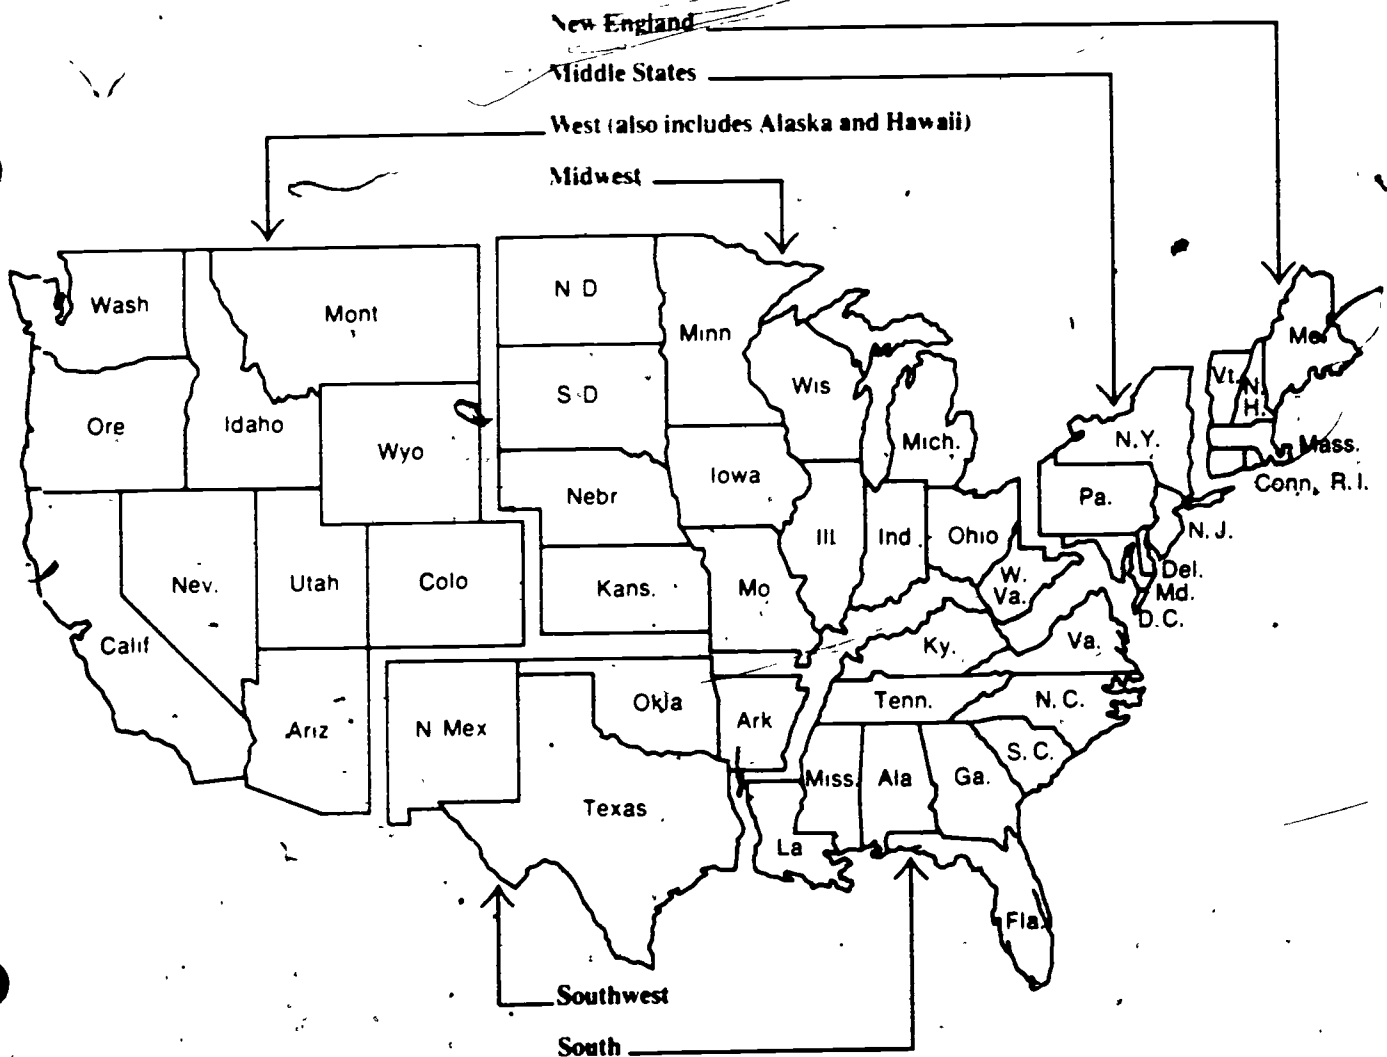 New England
Middle States
West (also includes Alaska and Hawaii)
Midwest
Wash
Mont
N D
Minn
Me.
Vt.
N.
H.
Ore
Idaho
Wyo
S D
Wis
Mich.
N.Y.
Mass.
Nebr
Iowa
Conn. R.I.
Pa.
Ill
Ind
Ohio
N.J.
Nev.
Utah
Colo
Kans.
Mo
W.
Va.
Del.
Md.
D.C.
Calif
Ky.
Va.
Ariz
N Mex
Okla
Ark
Tenn.
N.C.
S.C.
Texas
Miss.
Ala
Ga.
La
Fla.
Southwest
South